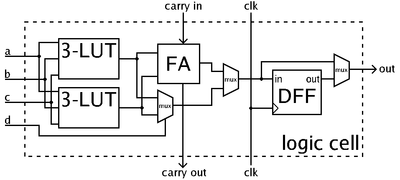 carry in clk
a
b
c
d
3-LUT
3-LUT
FA
mux
mux
in out
DFF
mux
out
logic cell
carry out clk